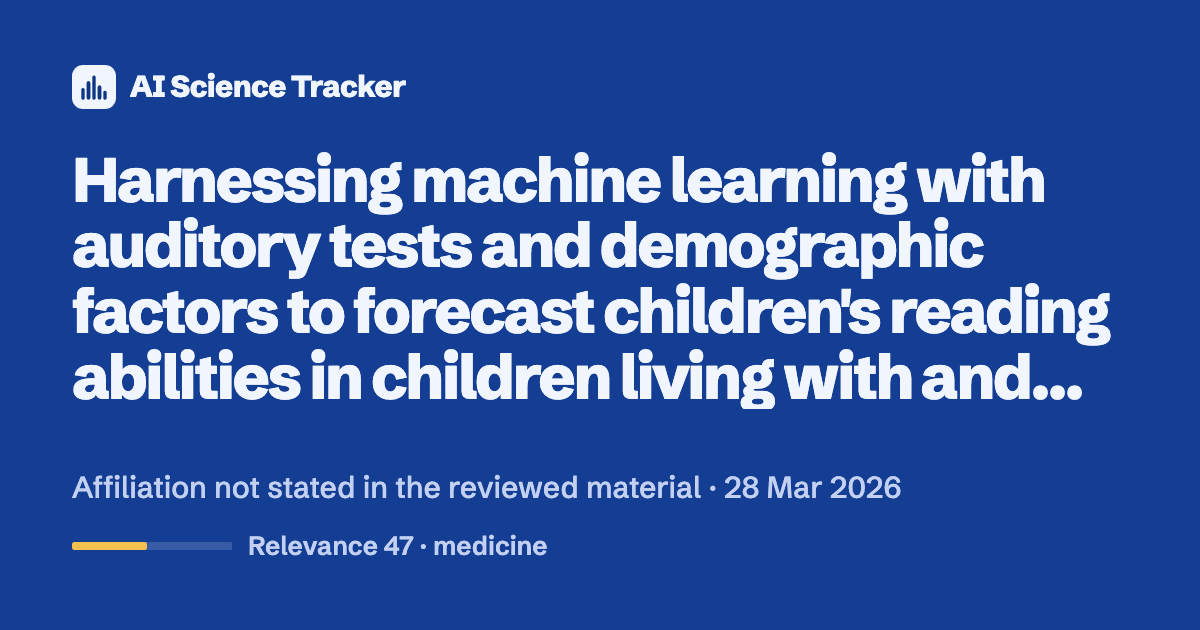 AI Science Tracker
Harnessing machine learning with
auditory tests and demographic
factors to forecast children's reading
abilities in children living with and...
Affiliation not stated in the reviewed material · 28 Mar 2026
Relevance 47 · medicine